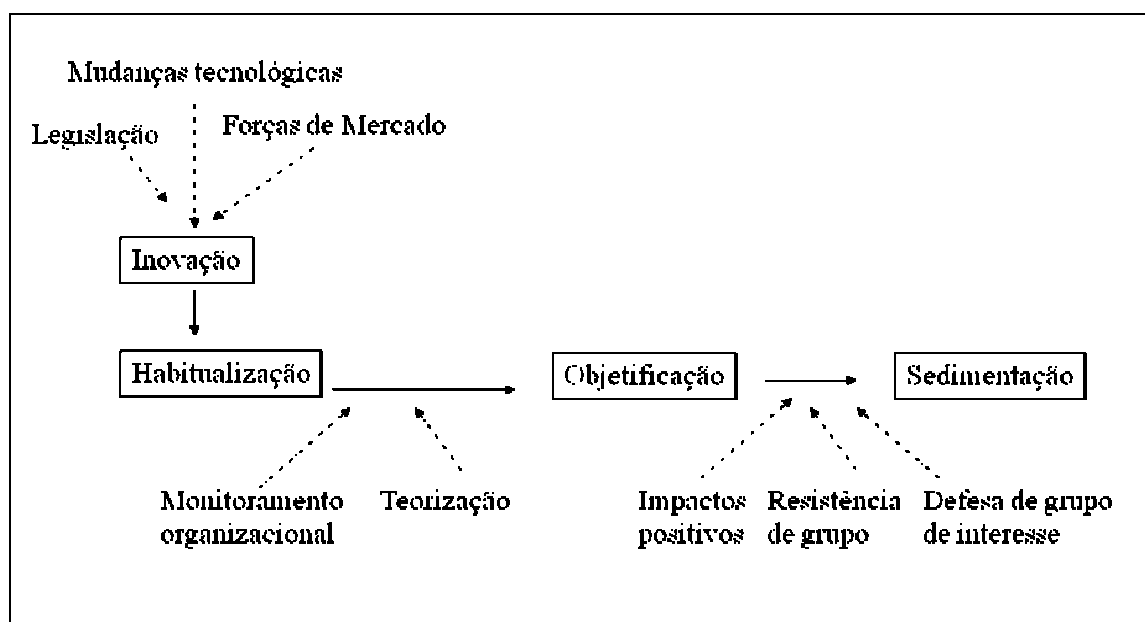 Mudanças tecnológicas
Legislação
Forças de Mercado
Inovação
Habitualização
Objetificação
Sedimentação
Monitoramento
organizacional
Teorização
Impactos
positivos
Resistência
de grupo
Defesa de grupo
de interesse